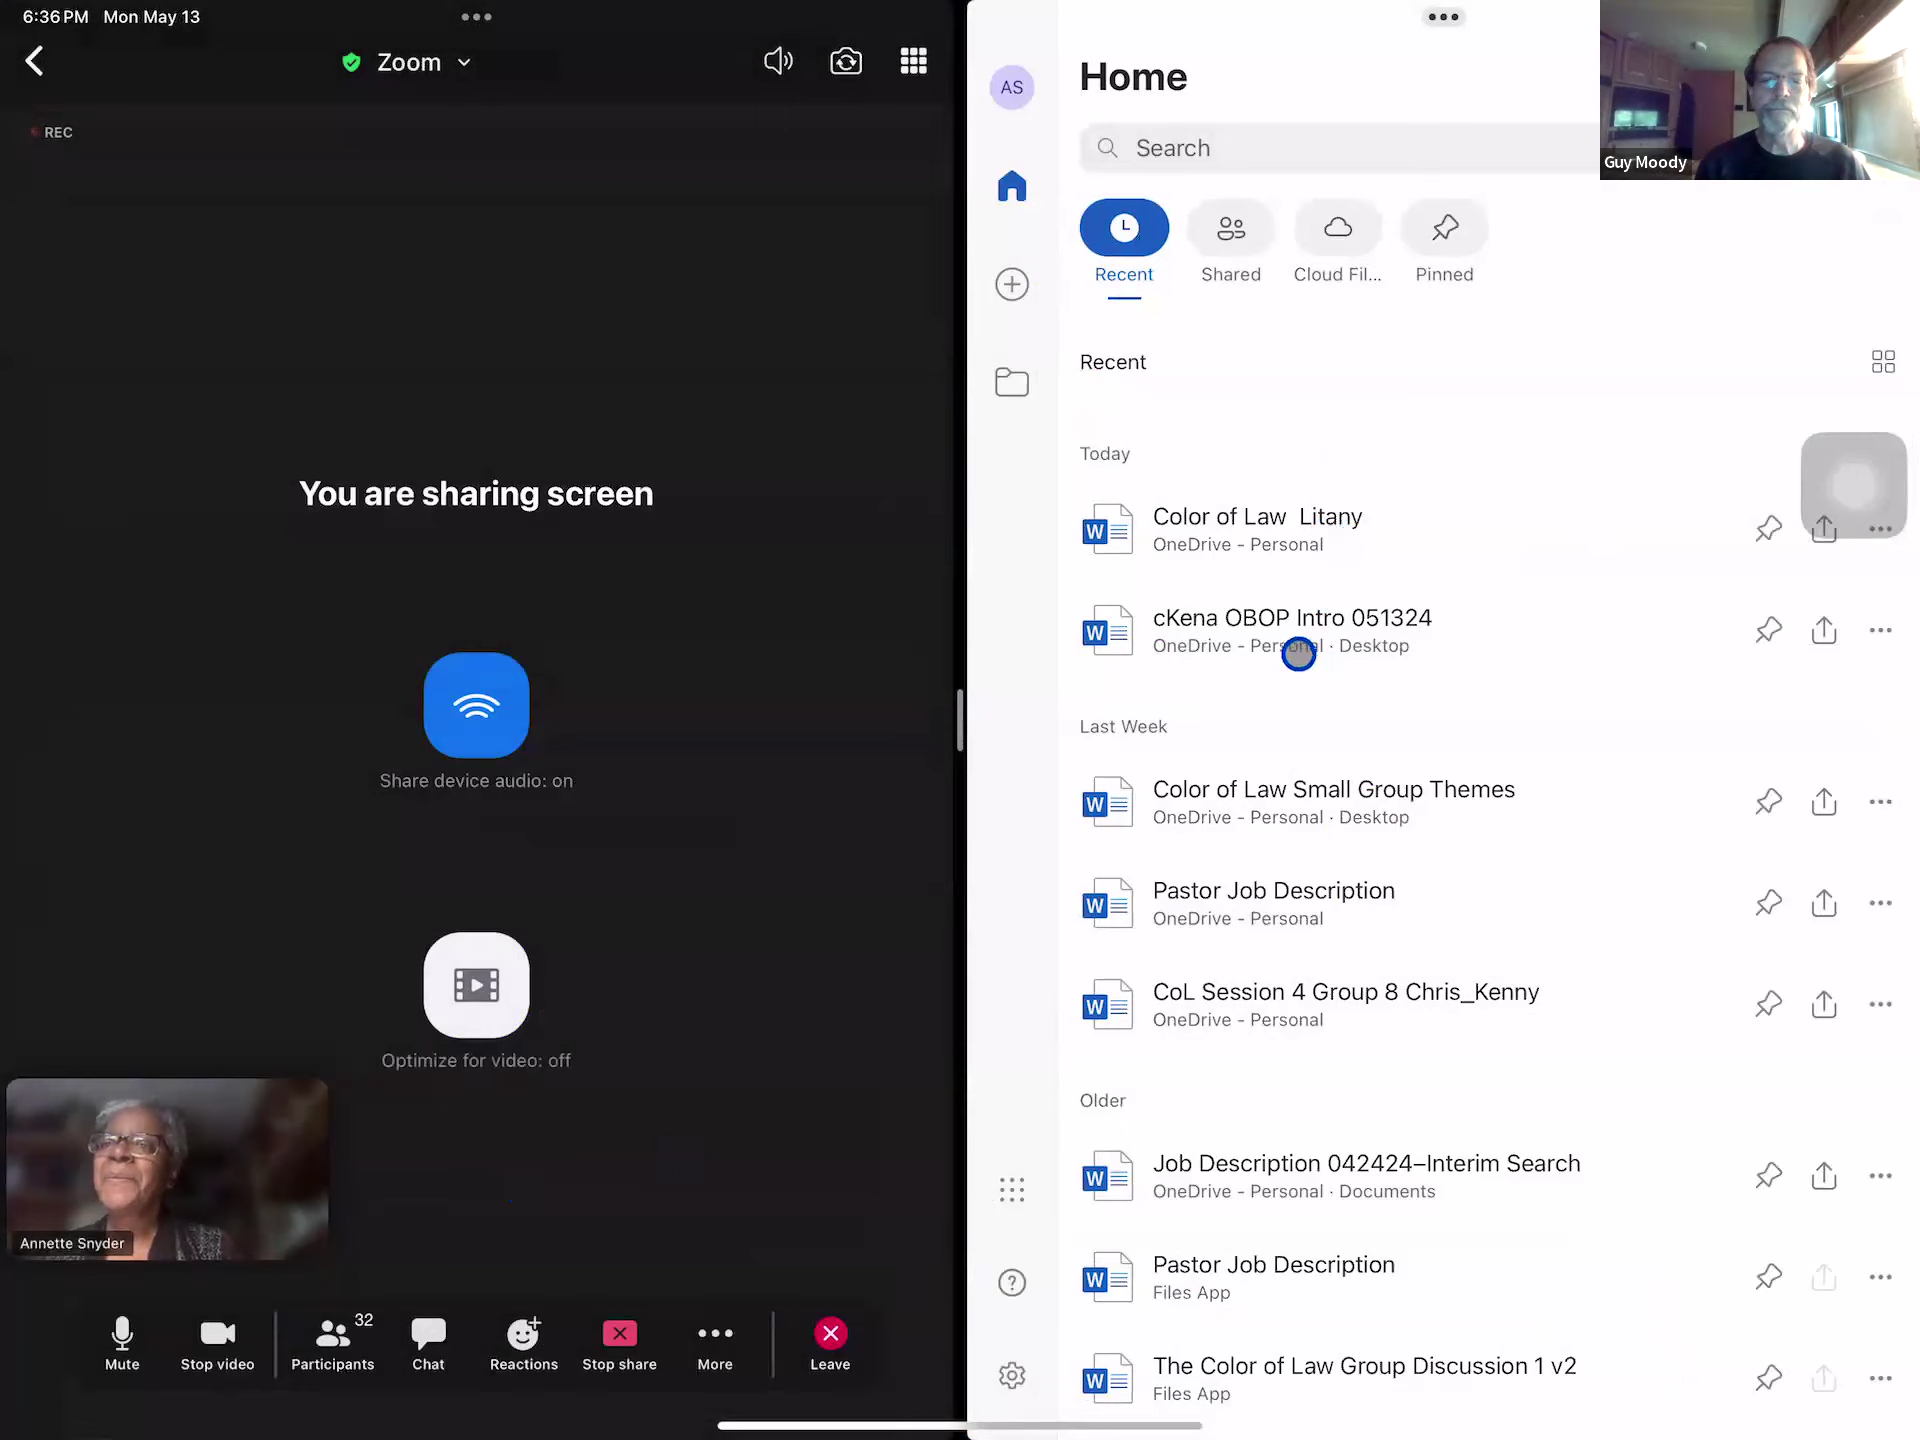 6:36 PM Mon May 13
Zoom
REC
You are sharing screen
Share device audio: on
Optimize for video: off
Annette Snyder
Mute
Stop video
32
Participants
Chat
Reactions
Stop share
More
Leave
AS
Home
Search
Guy Moody
Recent
Shared
Cloud Fil...
Pinned
Recent
Today
Color of Law Litany
OneDrive - Personal
cKena OBOP Intro 051324
OneDrive - Personal · Desktop
Last Week
Color of Law Small Group Themes
OneDrive - Personal · Desktop
Pastor Job Description
OneDrive - Personal
CoL Session 4 Group 8 Chris_Kenny
OneDrive - Personal
Older
Job Description 042424–Interim Search
OneDrive - Personal · Documents
Pastor Job Description
Files App
The Color of Law Group Discussion 1 v2
Files App
W
W
W
W
W
W
W
W